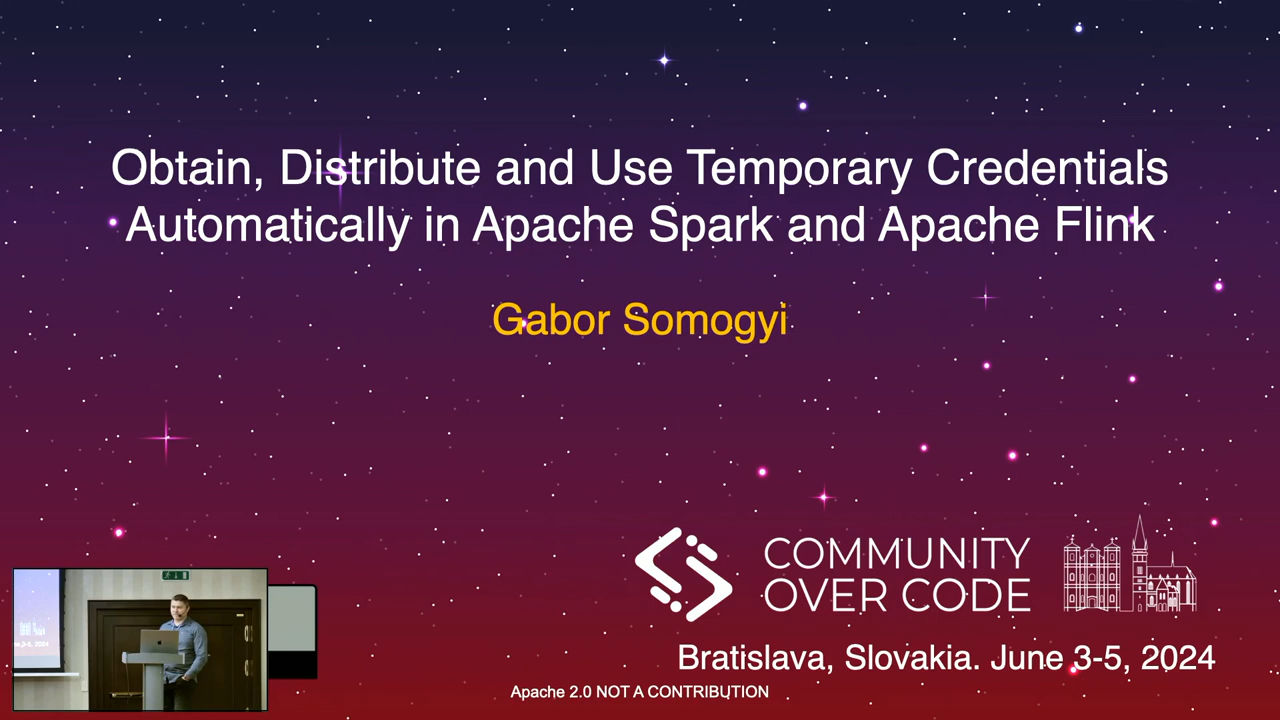 Obtain, Distribute and Use Temporary Credentials
Automatically in Apache Spark and Apache Flink
Gabor Somogyi
COMMUNITY
OVER CODE
Bratislava, Slovakia. June 3-5, 2024
Apache 2.0 NOT A CONTRIBUTION